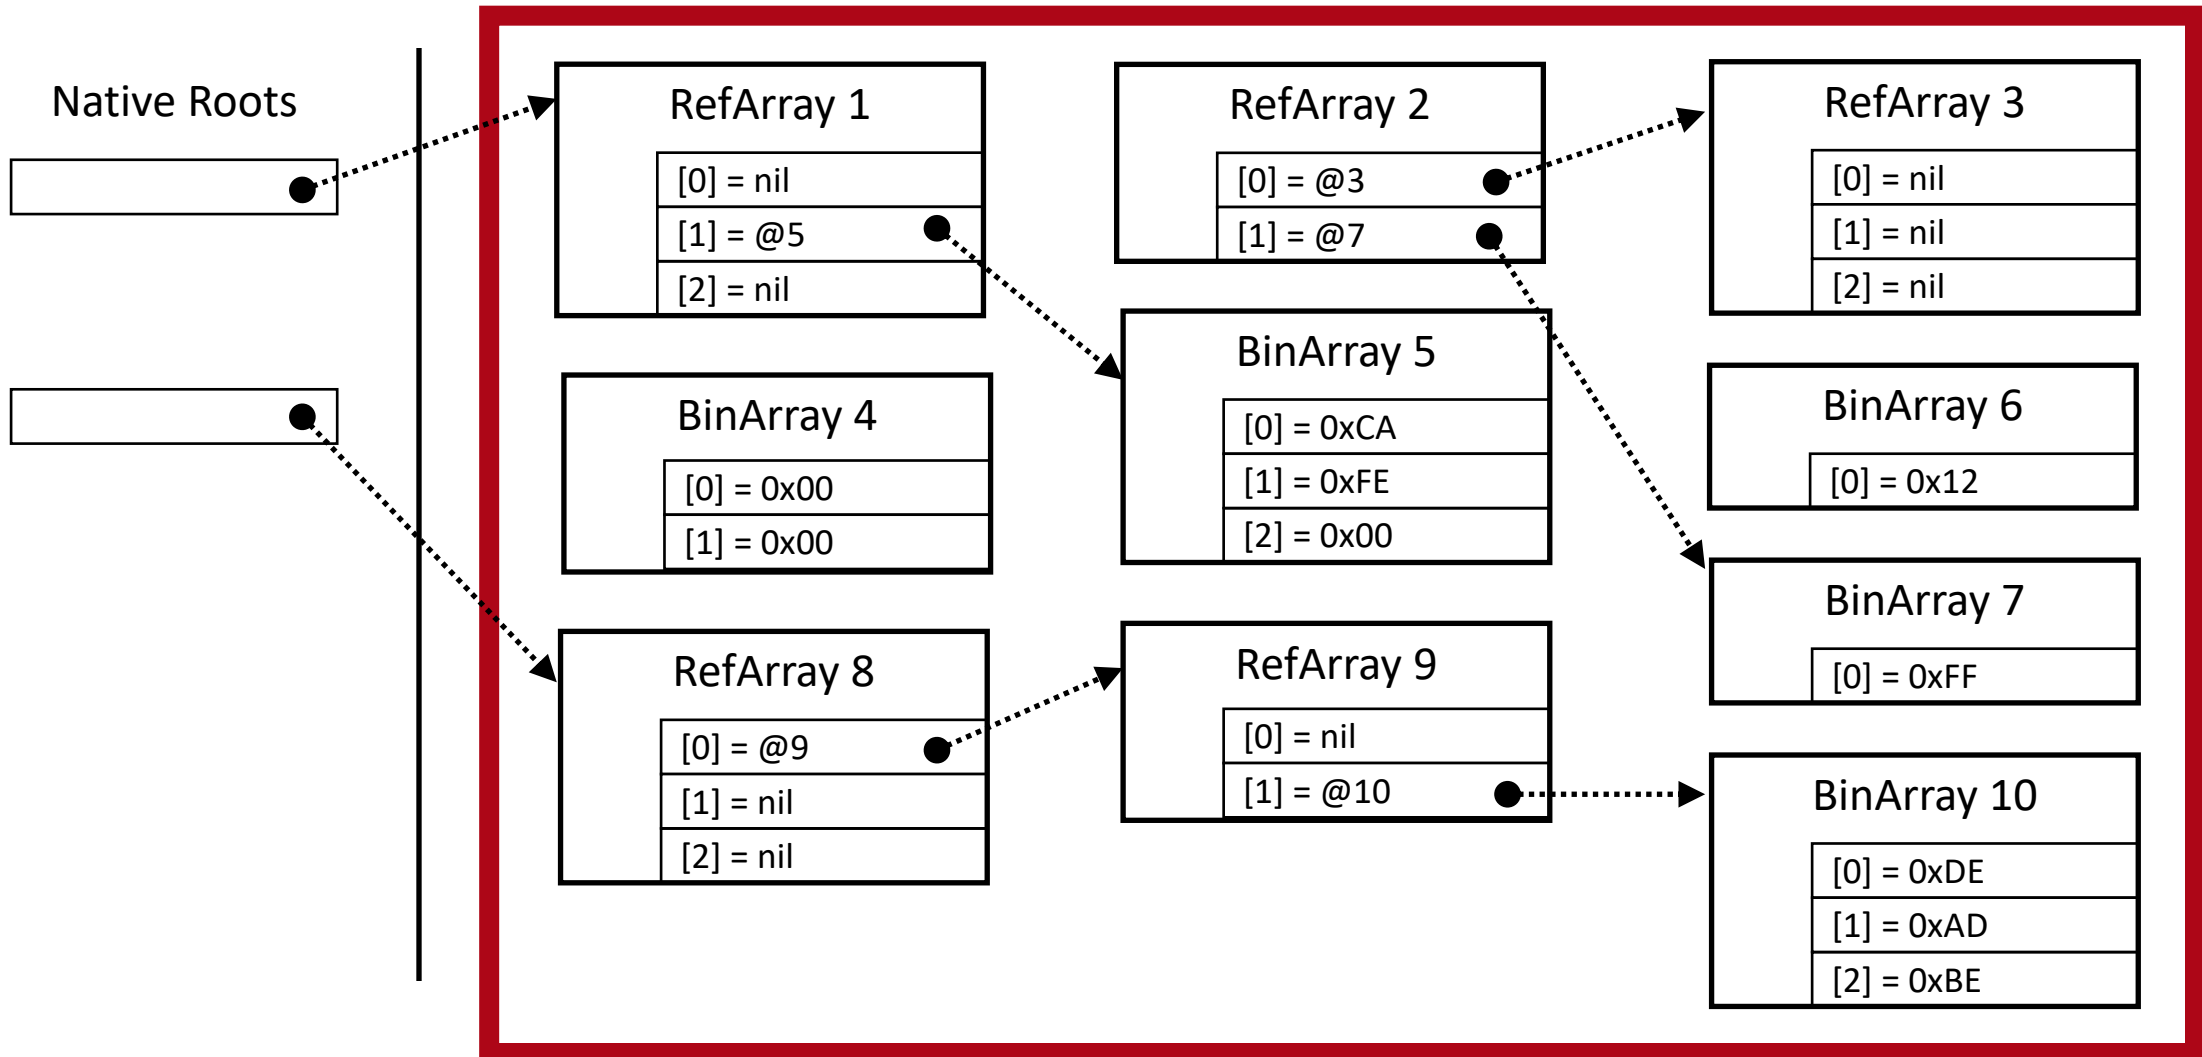 Native Roots
RefArray 1
[0] = nil
[1] = @5
[2] = nil
RefArray 2
[0] = @3
[1] = @7
RefArray 3
[0] = nil
[1] = nil
[2] = nil
BinArray 4
[0] = 0x00
[1] = 0x00
BinArray 5
[0] = 0xCA
[1] = 0xFE
[2] = 0x00
BinArray 6
[0] = 0x12
BinArray 7
[0] = 0xFF
RefArray 8
[0] = @9
[1] = nil
[2] = nil
RefArray 9
[0] = nil
[1] = @10
BinArray 10
[0] = 0xDE
[1] = 0xAD
[2] = 0xBE